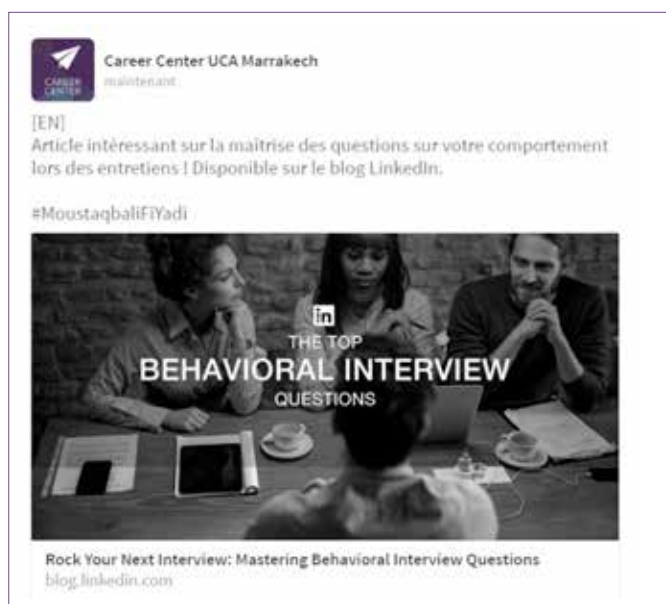 CAREER
CENTER
Career Center UCA Marrakech
maintenant
[EN]
Article intéressant sur la maîtrise des questions sur votre comportement
lors des entretiens ! Disponible sur le blog LinkedIn.
#MoustaqbaliFiYadi
in
THE TOP
BEHAVIORAL INTERVIEW
QUESTIONS
Rock Your Next Interview: Mastering Behavioral Interview Questions
blog.linkedin.com